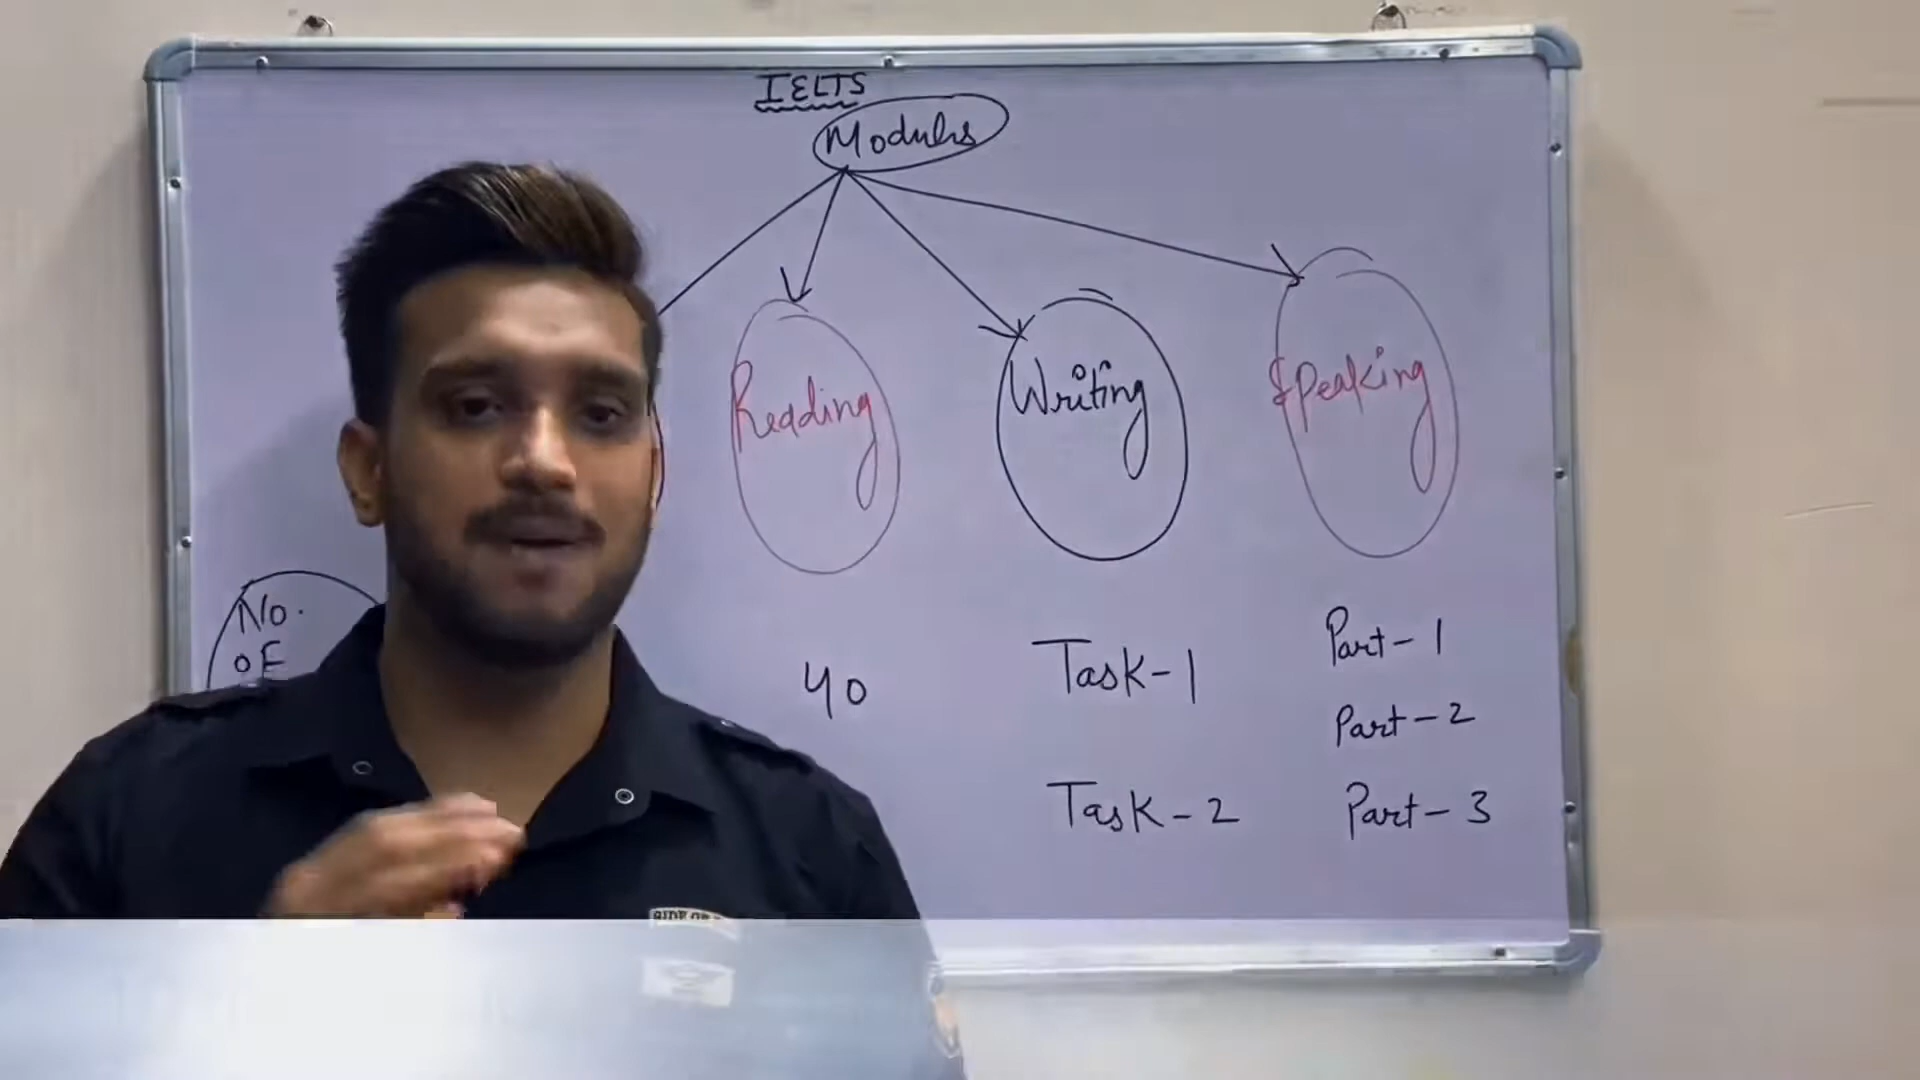 IELTS
Modules
Reading
Writing
Speaking
No.
OF
40
Task-1
Task-2
Part-1
Part-2
Part-3